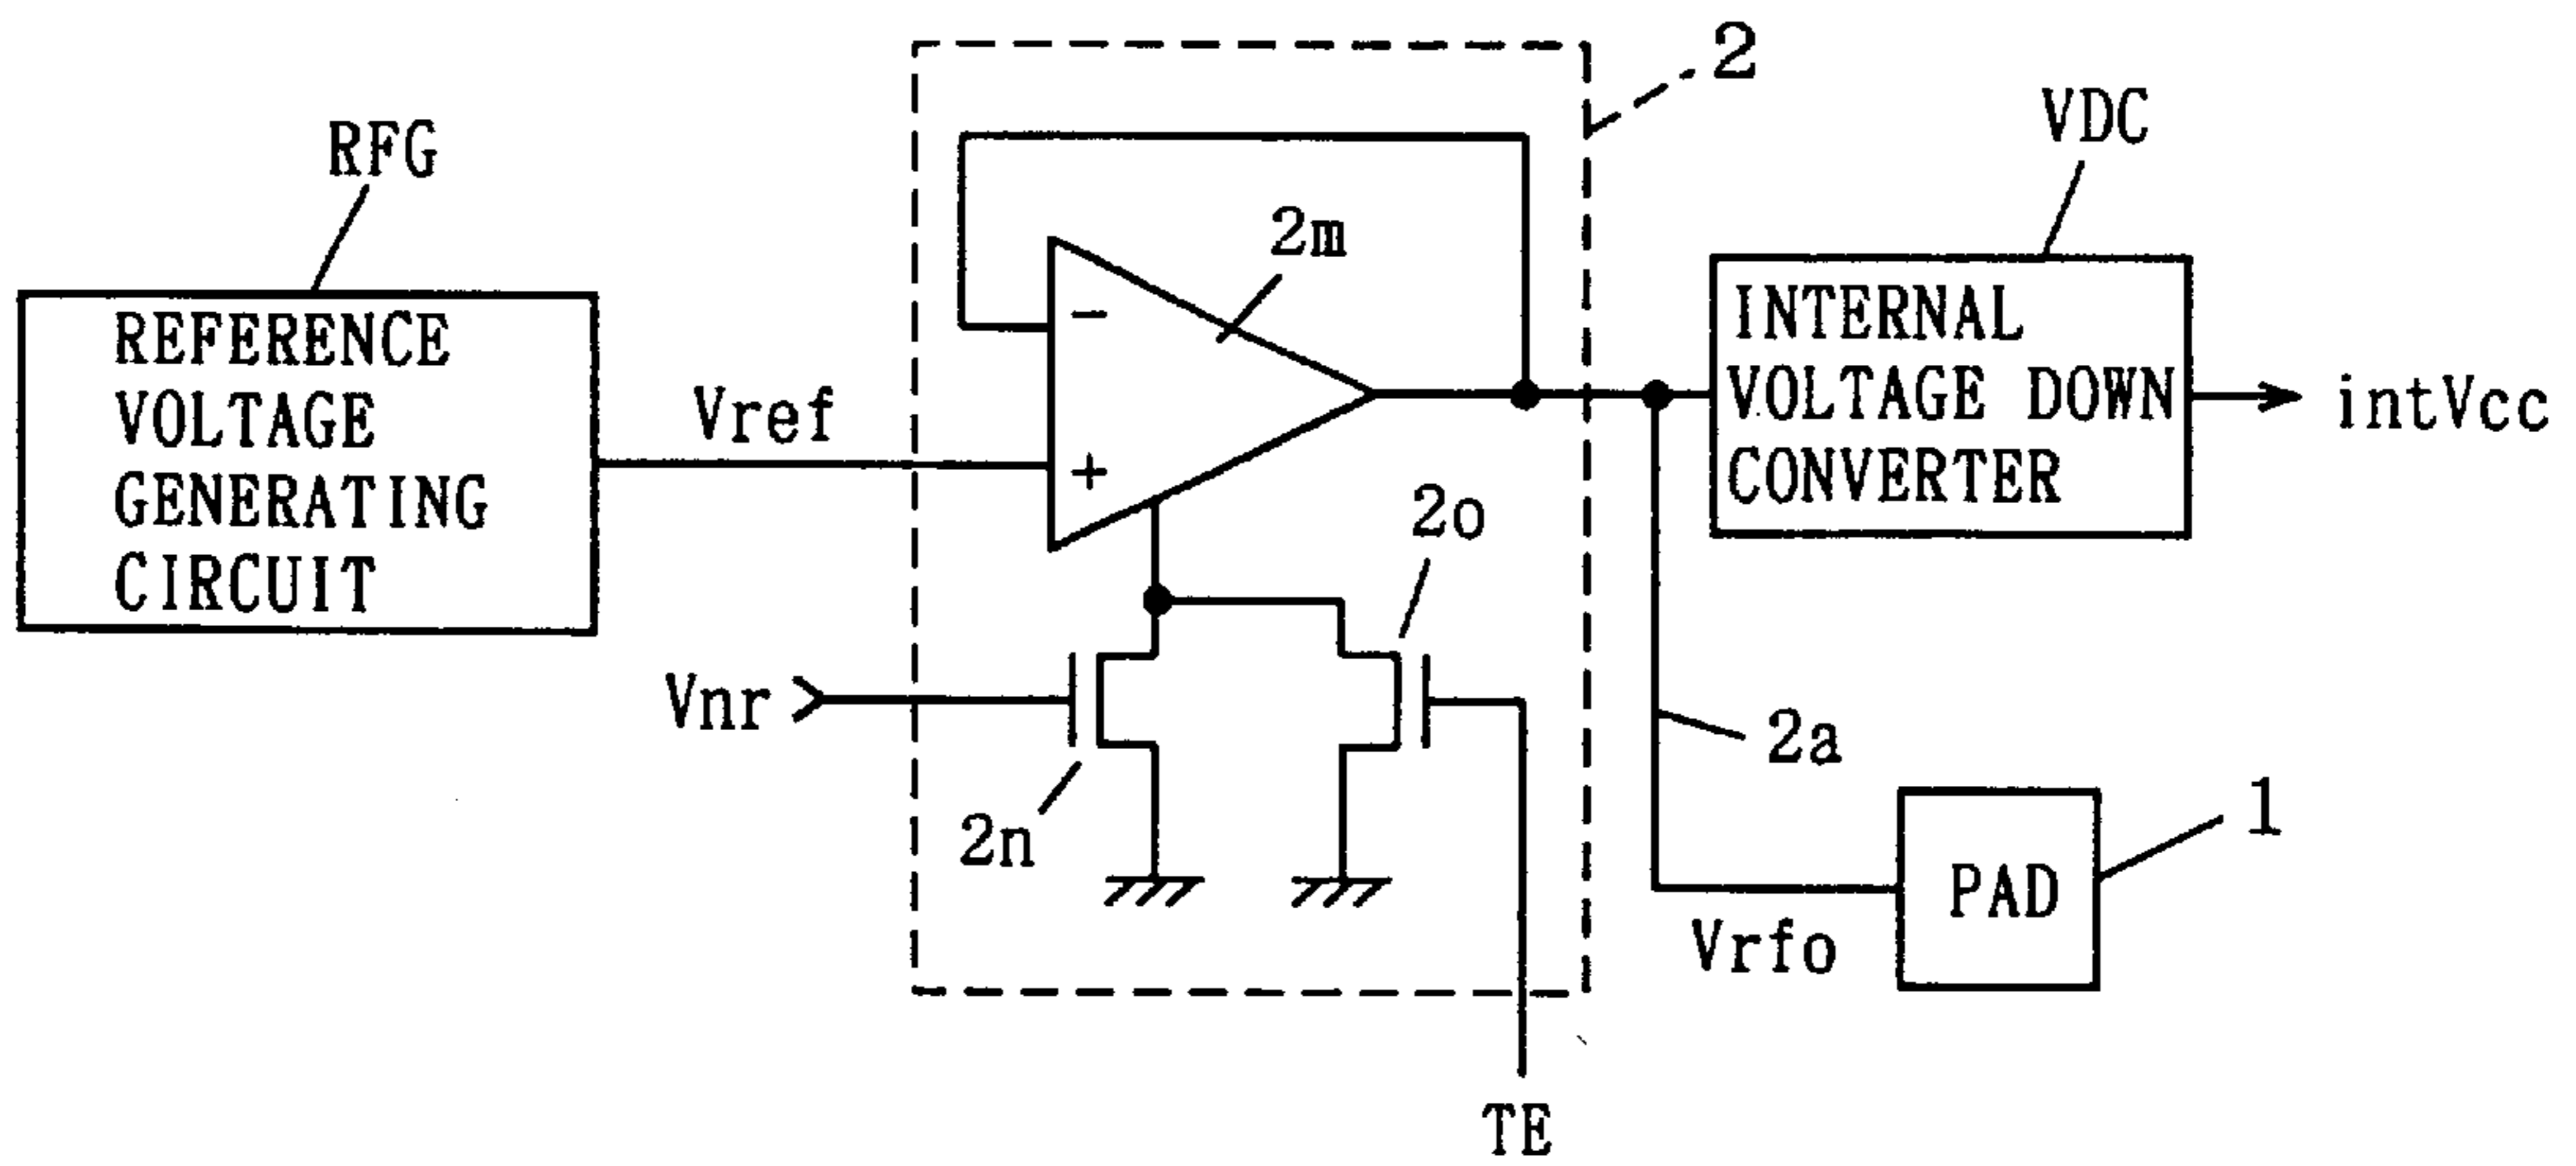 2
VDC
RFG
2m
INTERNAL
VOLTAGE DOWN
CONVERTER
intVcc
REFERENCE
VOLTAGE
GENERATING
CIRCUIT
Vref
-
+
2o
Vnr
2n
2a
1
PAD
Vrfo
TE